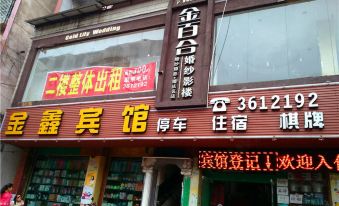 Gold Lily Wedding
金百合
婚纱影楼
二楼整体出租
3612192
金鑫宾馆
停车 住宿 棋牌
宾馆登记↓欢迎入住